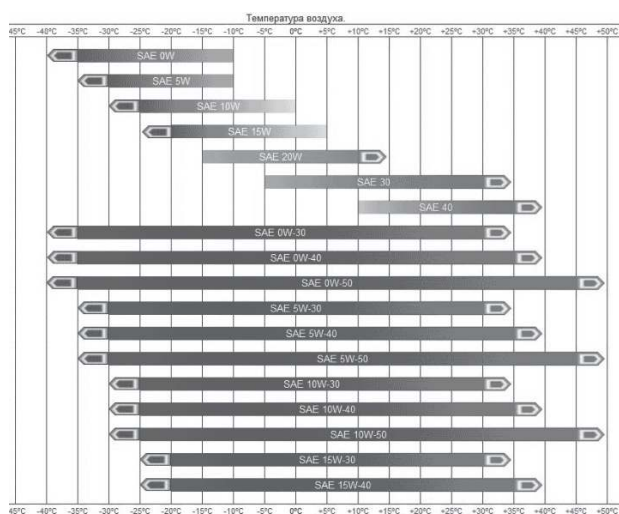 Температура воздуха.
45°C -40°C -35°C -30°C -25°C -20°C -15°C -10°C -5°C 0°C +5°C +10°C +15°C +20°C +25°C +30°C +35°C +40°C +45°C +50°C
SAE 0W
SAE 5W
SAE 10W
SAE 15W
SAE 20W
SAE 30
SAE 40
SAE 0W-30
SAE 0W-40
SAE 0W-50
SAE 5W-30
SAE 5W-40
SAE 5W-50
SAE 10W-30
SAE 10W-40
SAE 10W-50
SAE 15W-30
SAE 15W-40
45°C -40°C -35°C -30°C -25°C -20°C -15°C -10°C -5°C 0°C +5°C +10°C +15°C +20°C +25°C +30°C +35°C +40°C +45°C +50°C